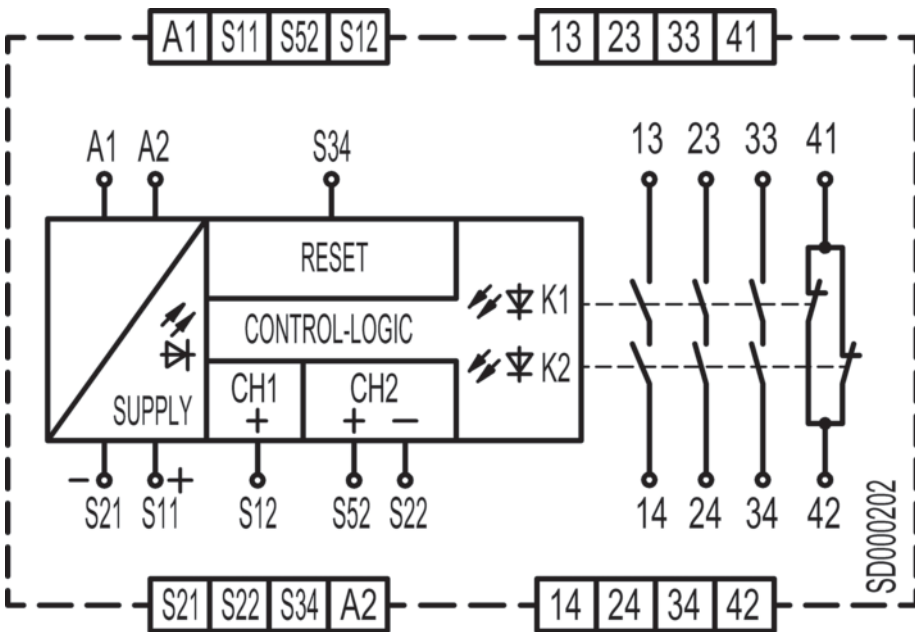 A1 S11 S52 S12 13 23 33 41
A1 A2 S34 13 23 33 41
RESET
K1
CONTROL-LOGIC
K2
CH1 CH2
SUPPLY + + −
− S21 S11 + S12 S52 S22 14 24 34 42
SD000202
S21 S22 S34 A2 14 24 34 42